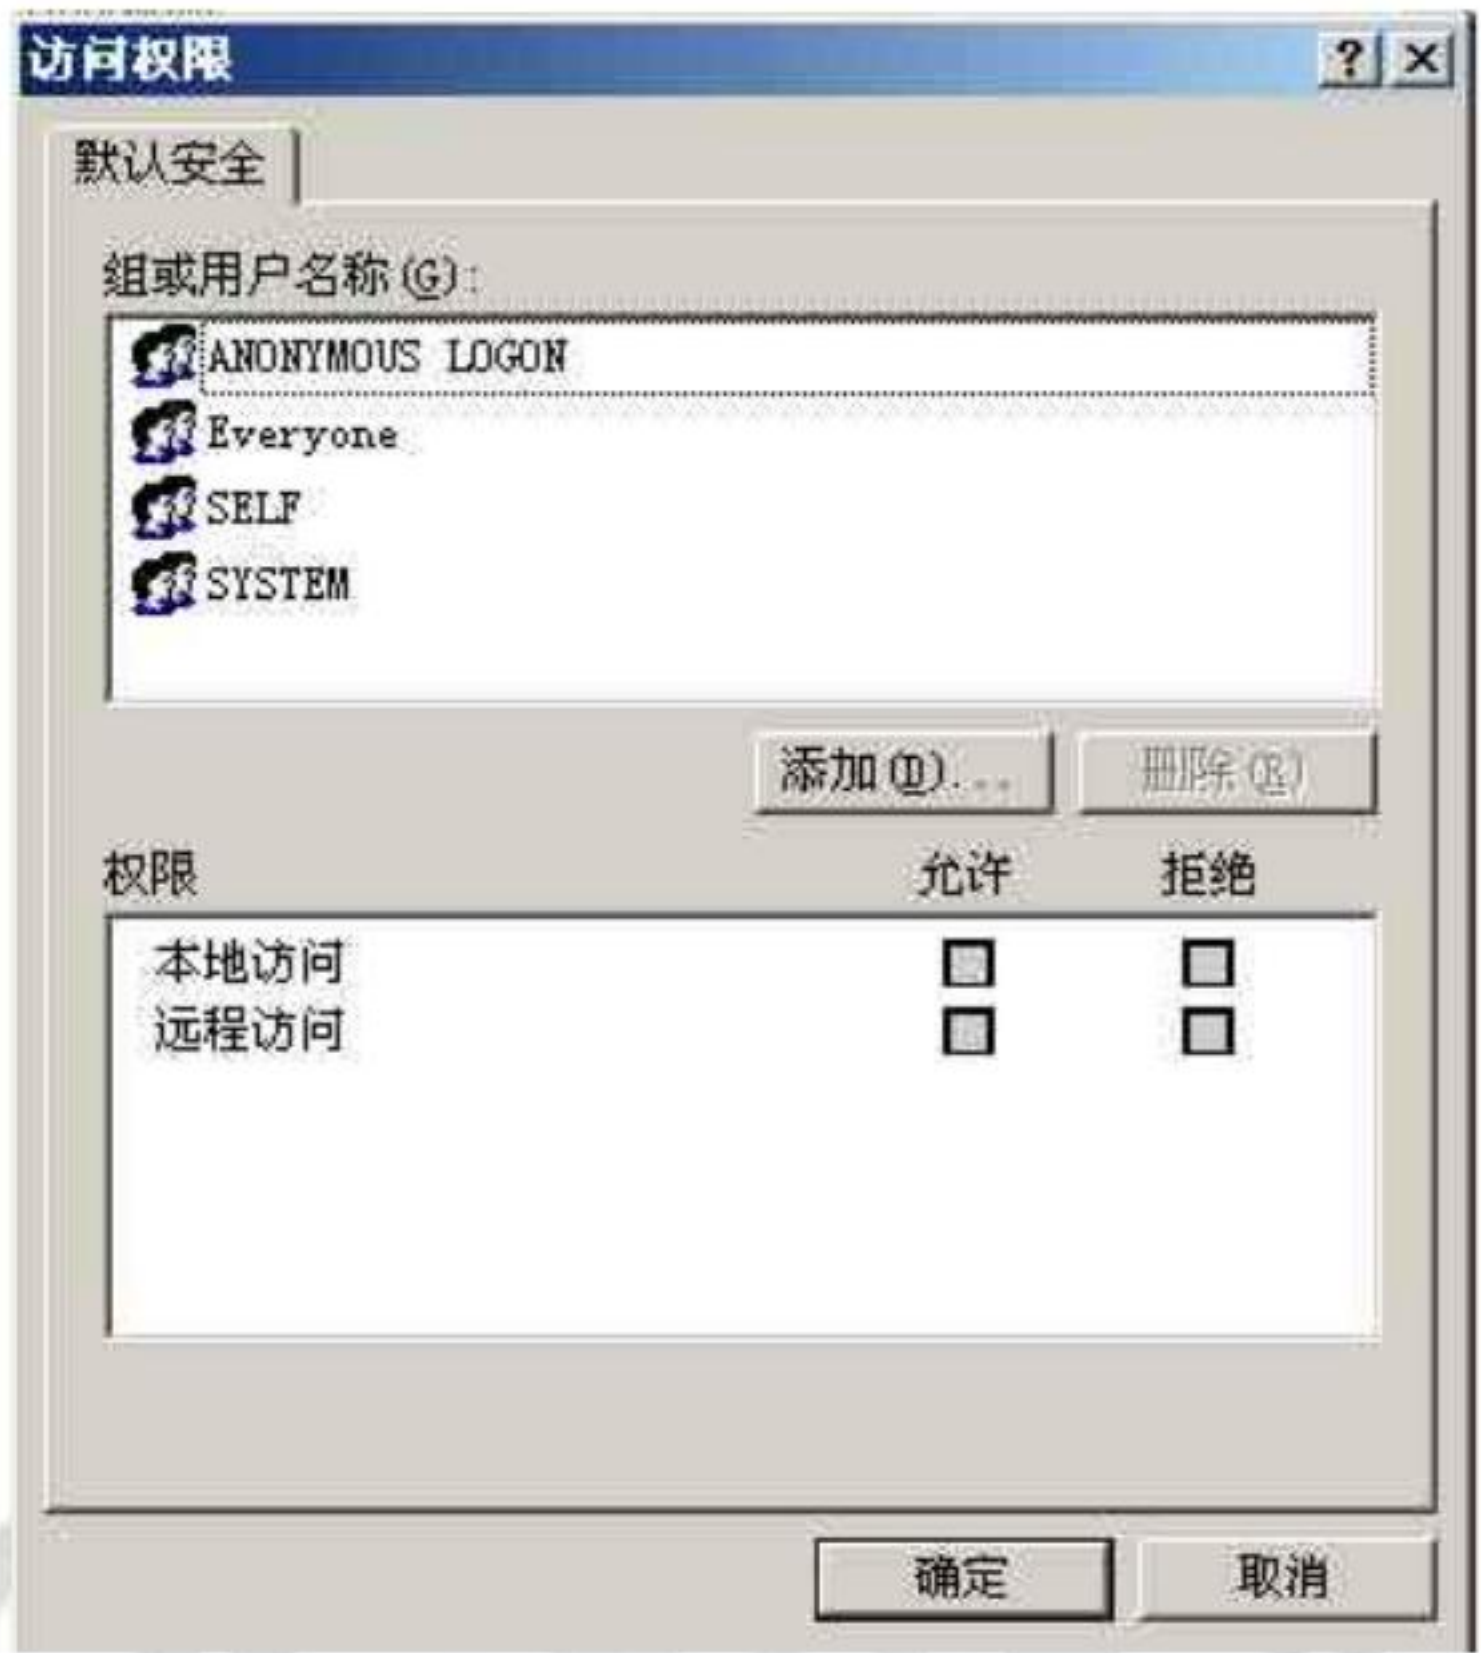 访问权限
默认安全
组或用户名称(G):
ANONYMOUS LOGON
Everyone
SELF
SYSTEM
添加(D)... 删除(R)
权限 允许 拒绝
本地访问
远程访问
确定 取消